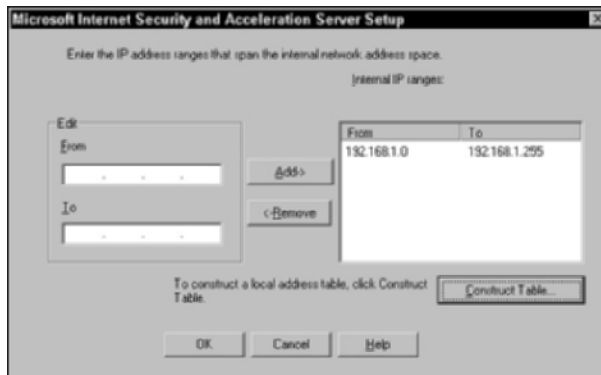 Microsoft Internet Security and Acceleration Server Setup
Enter the IP address ranges that span the internal network address space.
Internal IP ranges:
Edit
From
To
Add->
<-Remove
From To
192.168.1.0 192.168.1.255
To construct a local address table, click Construct
Table.
Construct Table...
OK Cancel Help